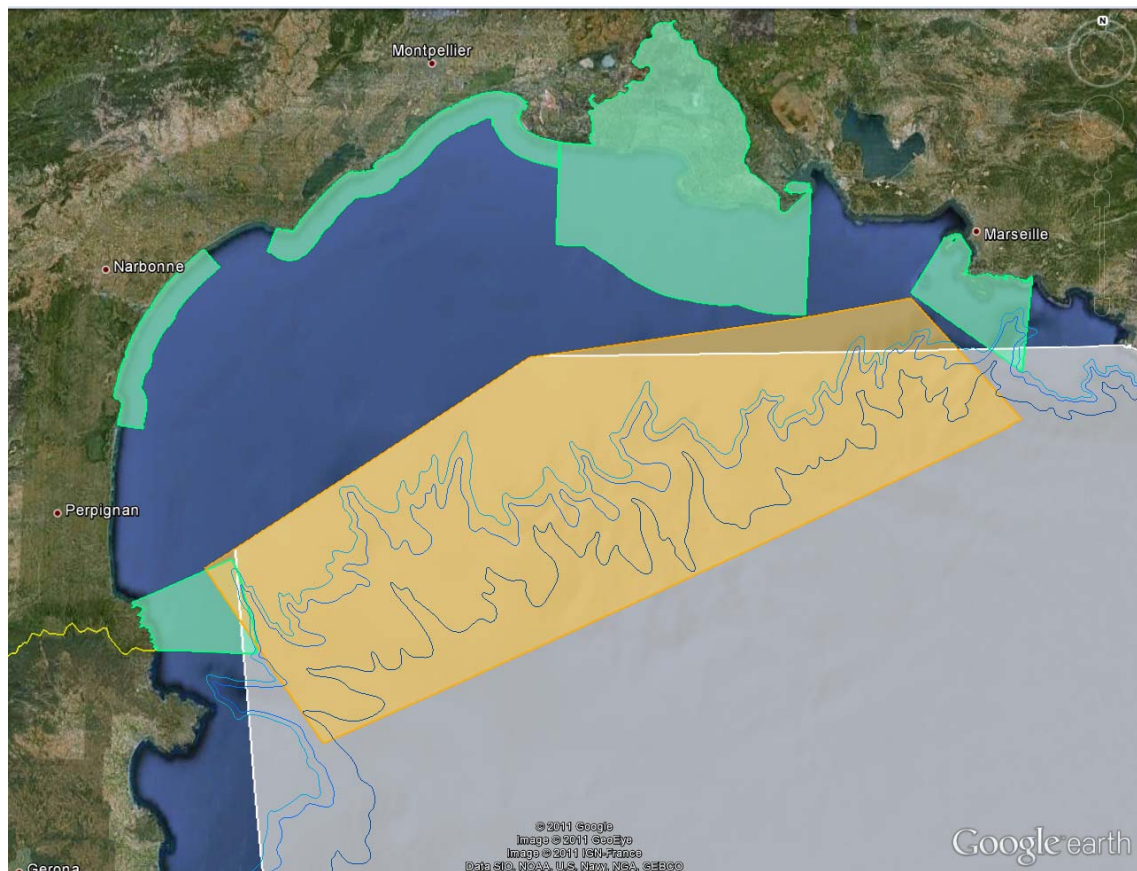 N
Montpellier
Marseille
Narbonne
Perpignan
© 2011 Google
Image © 2011 GeoEye
Image © 2011 IGN-France
Data SIO, NOAA, U.S. Navy, NGA, GEBCO
Google earth
Gerona